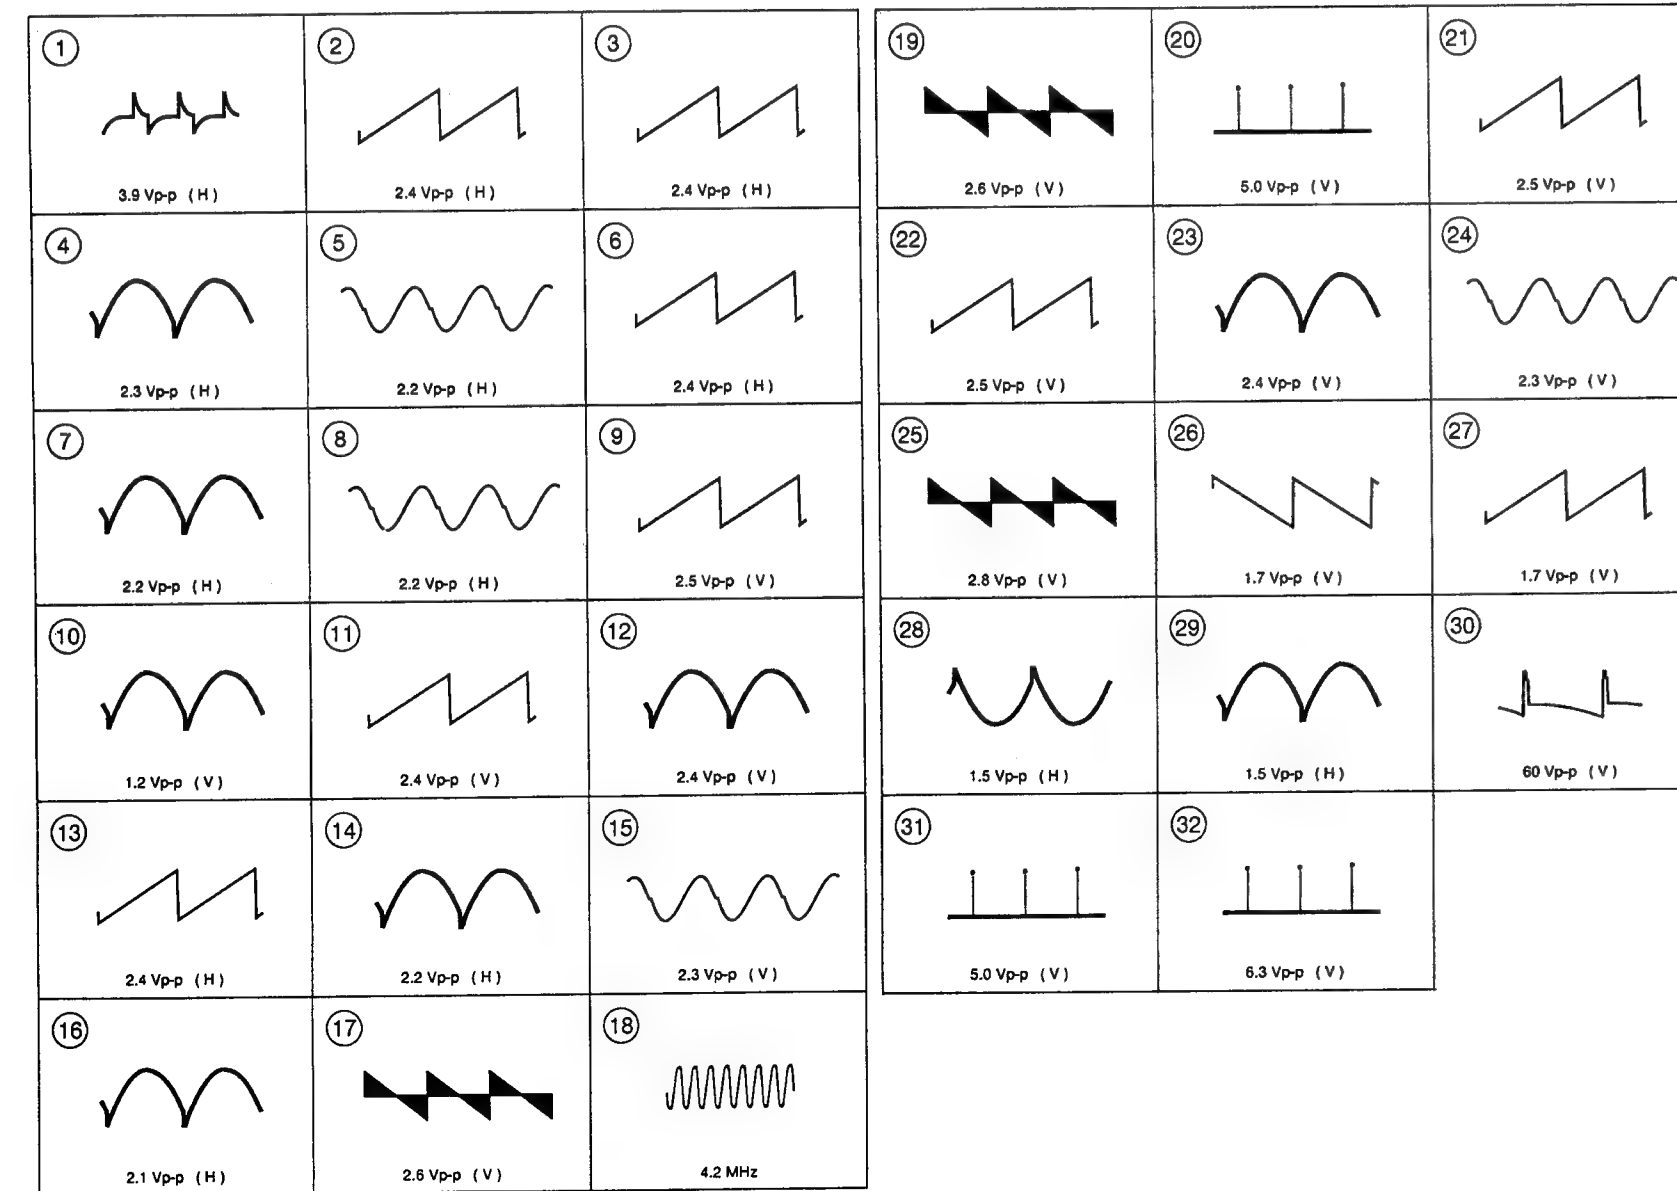 1
3.9 Vp-p (H)
2
2.4 Vp-p (H)
3
2.4 Vp-p (H)
4
2.3 Vp-p (H)
5
2.2 Vp-p (H)
6
2.4 Vp-p (H)
7
2.2 Vp-p (H)
8
2.2 Vp-p (H)
9
2.5 Vp-p (V)
10
1.2 Vp-p (V)
11
2.4 Vp-p (V)
12
2.4 Vp-p (V)
13
2.4 Vp-p (H)
14
2.2 Vp-p (H)
15
2.3 Vp-p (V)
16
2.1 Vp-p (H)
17
2.6 Vp-p (V)
18
4.2 MHz
19
2.6 Vp-p (V)
20
5.0 Vp-p (V)
21
2.5 Vp-p (V)
22
2.5 Vp-p (V)
23
2.4 Vp-p (V)
24
2.3 Vp-p (V)
25
2.8 Vp-p (V)
26
1.7 Vp-p (V)
27
1.7 Vp-p (V)
28
1.5 Vp-p (H)
29
1.5 Vp-p (H)
30
60 Vp-p (V)
31
5.0 Vp-p (V)
32
6.3 Vp-p (V)